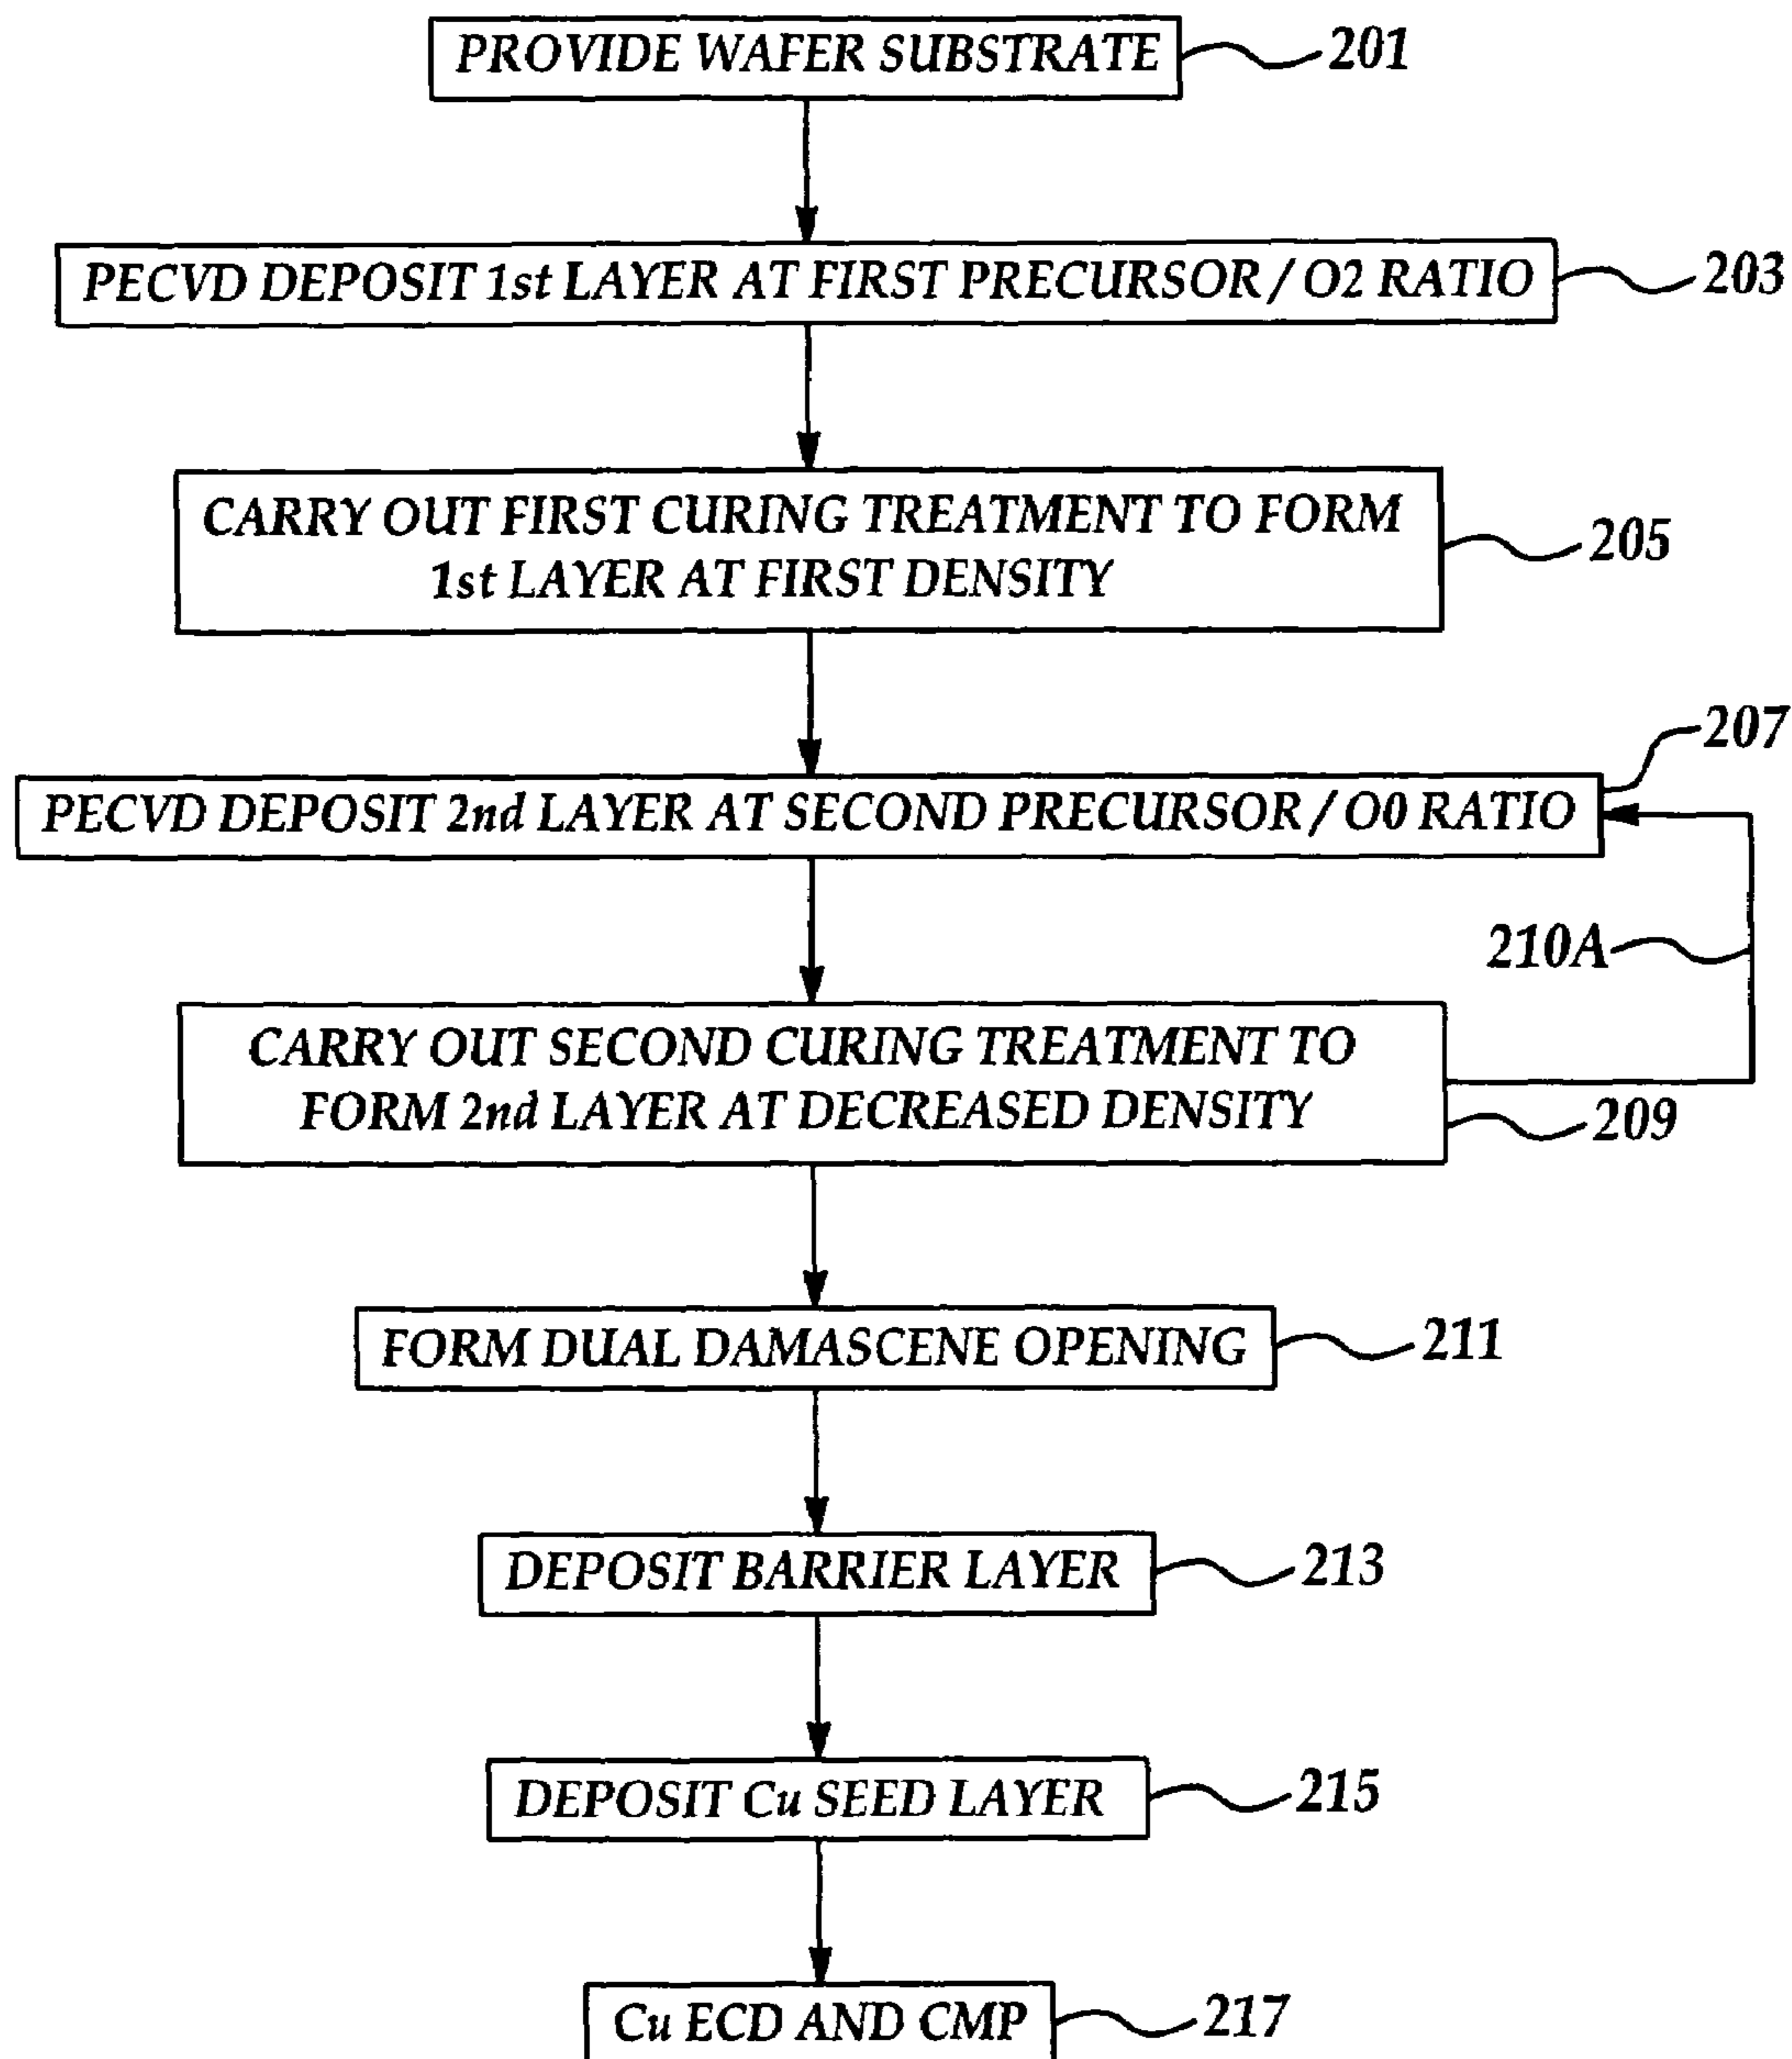 PROVIDE WAFER SUBSTRATE
201
PECVD DEPOSIT 1st LAYER AT FIRST PRECURSOR / O2 RATIO
203
CARRY OUT FIRST CURING TREATMENT TO FORM
1st LAYER AT FIRST DENSITY
205
207
PECVD DEPOSIT 2nd LAYER AT SECOND PRECURSOR / O0 RATIO
210A
CARRY OUT SECOND CURING TREATMENT TO
FORM 2nd LAYER AT DECREASED DENSITY
209
FORM DUAL DAMASCENE OPENING
211
DEPOSIT BARRIER LAYER
213
DEPOSIT Cu SEED LAYER
215
Cu ECD AND CMP
217